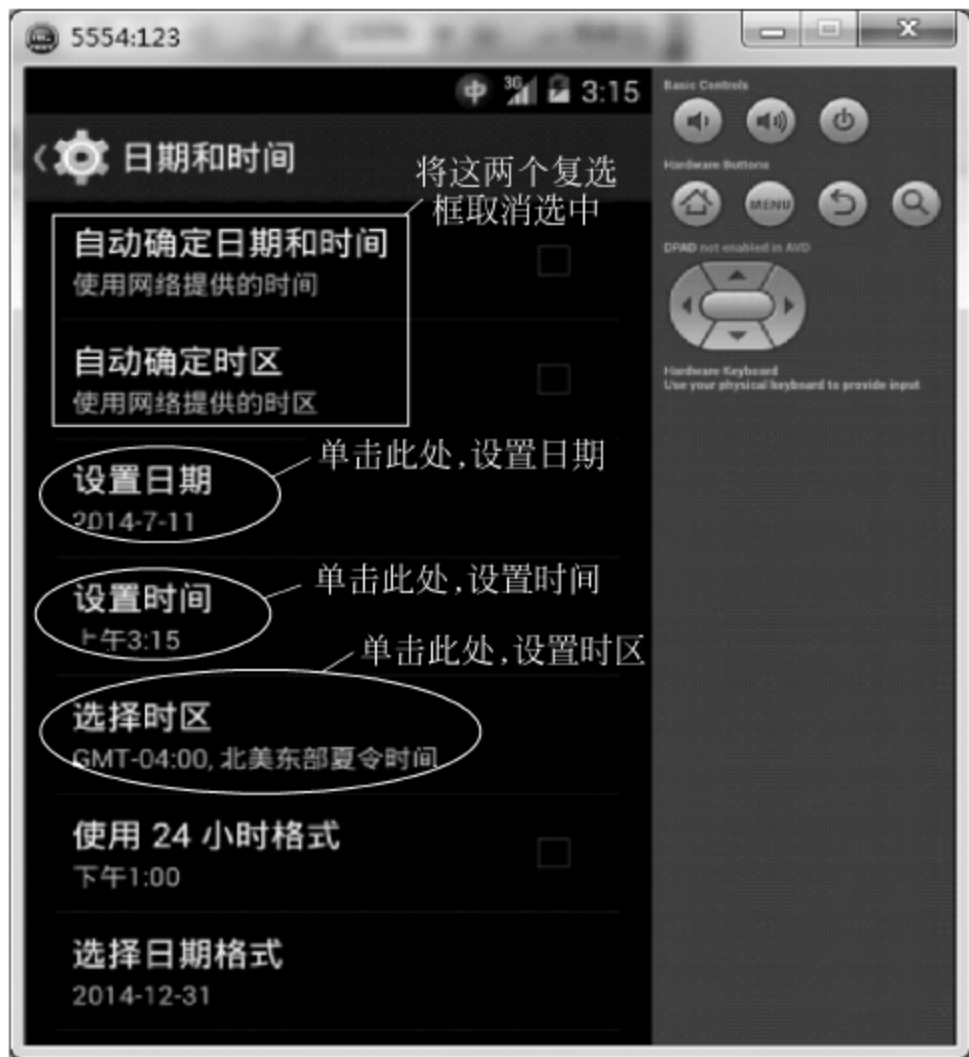 5554:123
中 3G 3:15
日期和时间
将这两个复选
框取消选中
自动确定日期和时间
使用网络提供的时间
自动确定时区
使用网络提供的时区
单击此处,设置日期
设置日期
2014-7-11
单击此处,设置时间
设置时间
上午3:15
单击此处,设置时区
选择时区
GMT-04:00, 北美东部夏令时间
使用 24 小时格式
下午1:00
选择日期格式
2014-12-31
Basic Controls
Hardware Buttons
MENU
DPAD not enabled in AVD
Hardware Keyboard
Use your physical keyboard to provide input